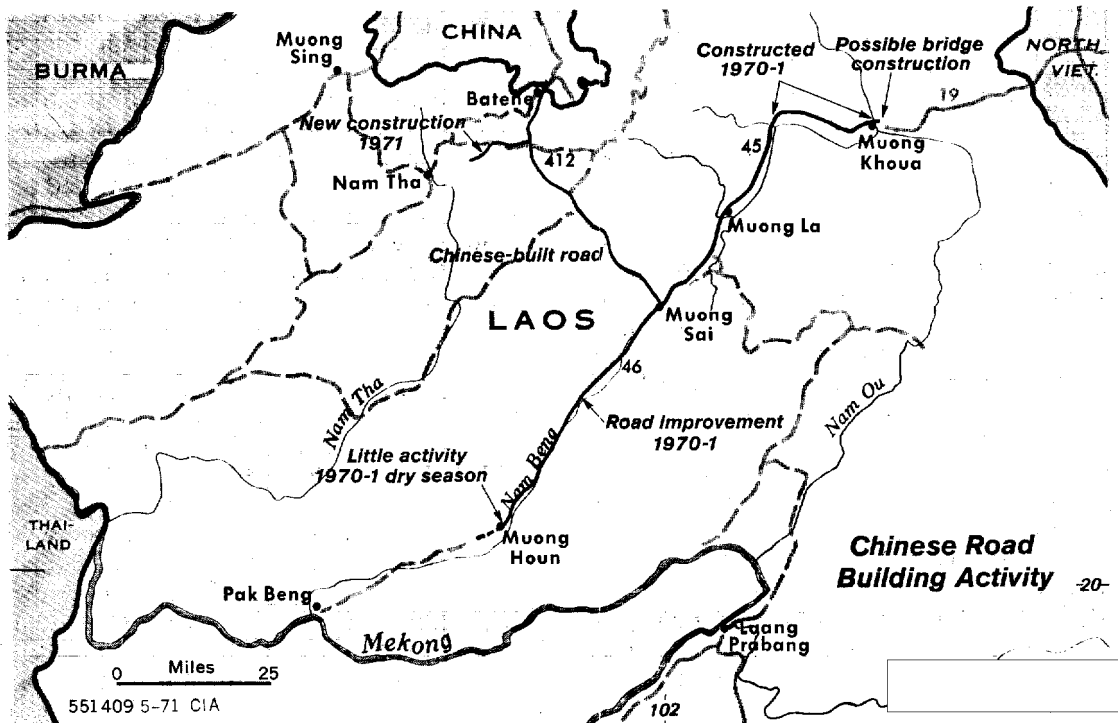 CHINA
Muong
Sing
BURMA
Batene
Constructed
1970-1
Possible bridge
construction
NORTH
VIET.
19
New construction
1971
412
45
Muong
Khoua
Nam Tha
Muong La
Chinese-built road
LAOS
Muong
Sai
46
Nam Tha
Nam Ou
Road Improvement
1970-1
Little activity
1970-1 dry season
Nam Beng
THAI-
LAND
Muong
Houn
Chinese Road
Building Activity
20
Pak Beng
Mekong
Luang
Prabang
0 Miles 25
102
551409 5-71 CIA